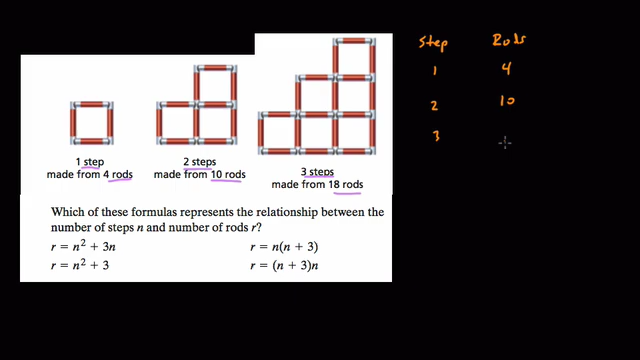 Step Rods
1 4
2 10
3
1 step
made from 4 rods
2 steps
made from 10 rods
3 steps
made from 18 rods
Which of these formulas represents the relationship between the
number of steps n and number of rods r?
r = n² + 3n r = n(n + 3)
r = n² + 3 r = (n + 3)n